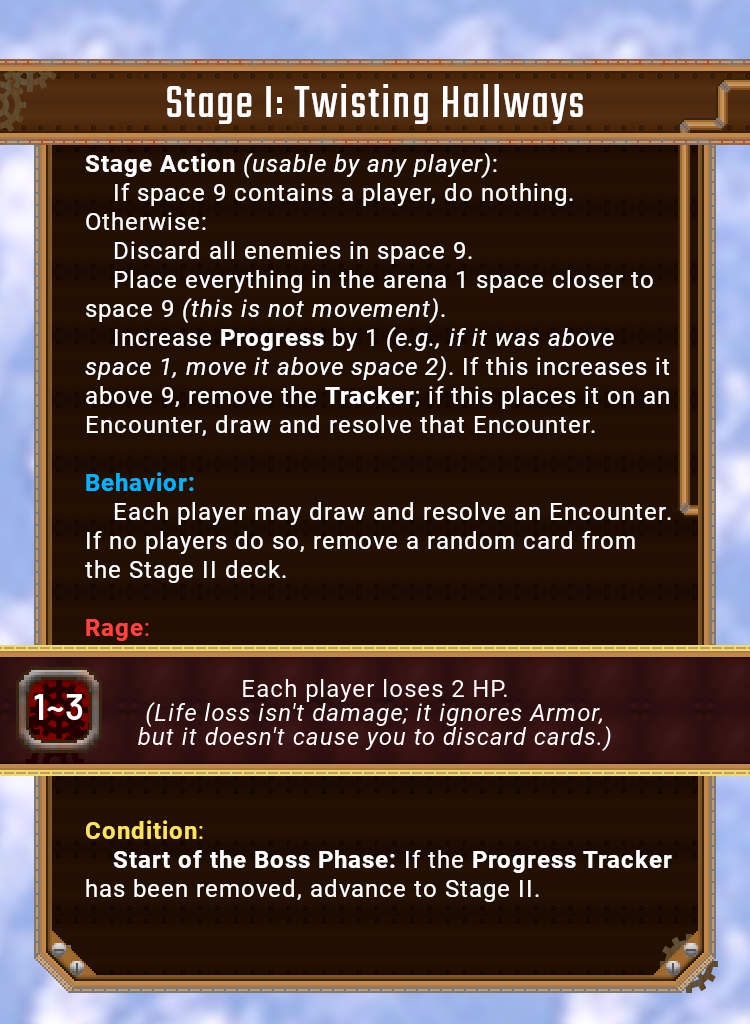 Stage I: Twisting Hallways
Stage Action (usable by any player):
If space 9 contains a player, do nothing.
Otherwise:
Discard all enemies in space 9.
Place everything in the arena 1 space closer to
space 9 (this is not movement).
Increase Progress by 1 (e.g., if it was above
space 1, move it above space 2). If this increases it
above 9, remove the Tracker; if this places it on an
Encounter, draw and resolve that Encounter.
Behavior:
Each player may draw and resolve an Encounter.
If no players do so, remove a random card from
the Stage II deck.
Rage:
1~3
Each player loses 2 HP.
(Life loss isn't damage; it ignores Armor,
but it doesn't cause you to discard cards.)
Condition:
Start of the Boss Phase: If the Progress Tracker
has been removed, advance to Stage II.